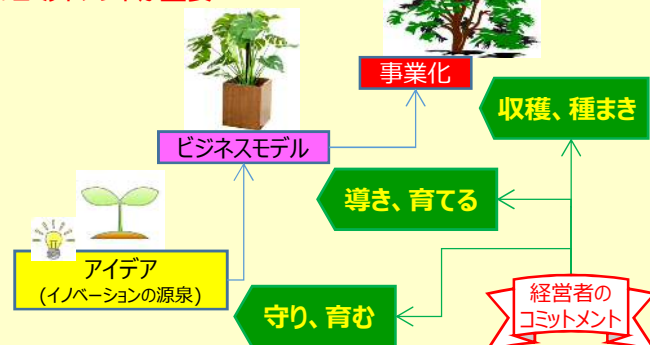 事業化
収穫、種まき
ビジネスモデル
導き、育てる
アイデア
(イノベーションの源泉)
守り、育む
経営者の
コミットメント